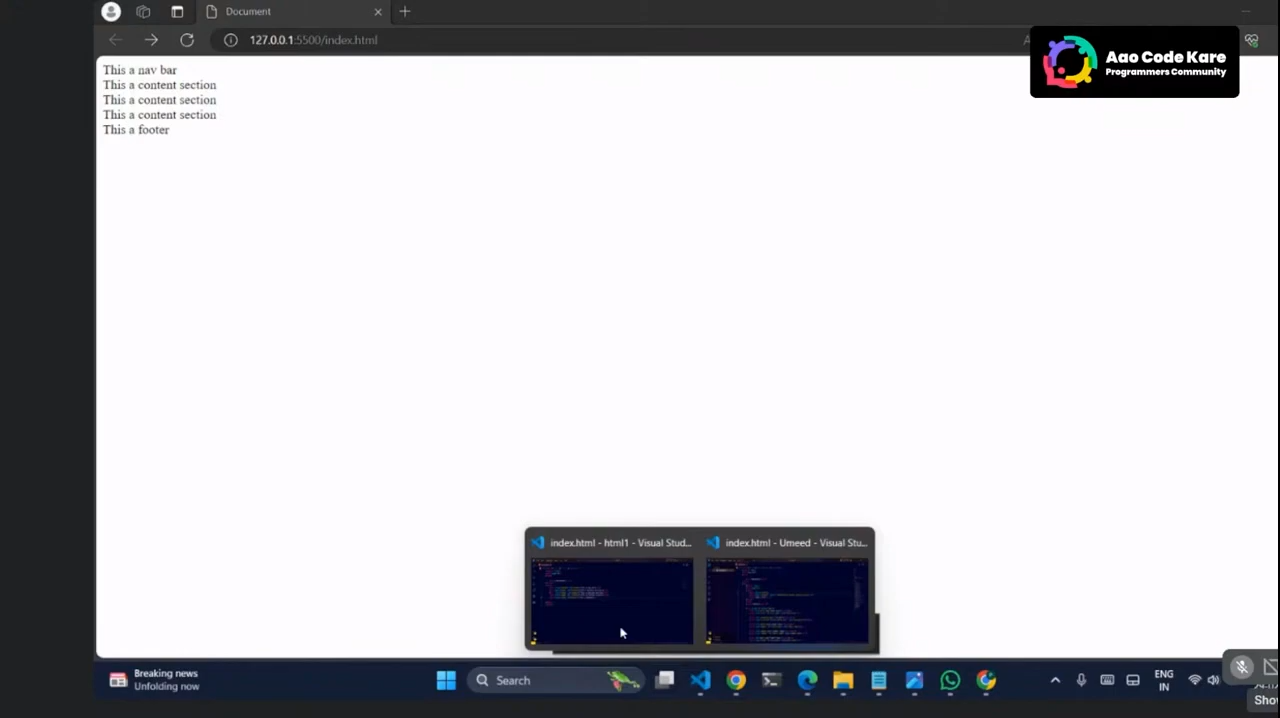 Document
127.0.0.1:5500/index.html
Aao Code Kare
Programmers Community
This a nav bar
This a content section
This a content section
This a content section
This a footer
index.html - html1 - Visual Stud...
index.html - Umeed - Visual Stu...
Breaking news
Unfolding now
Search
ENG
IN
Sho